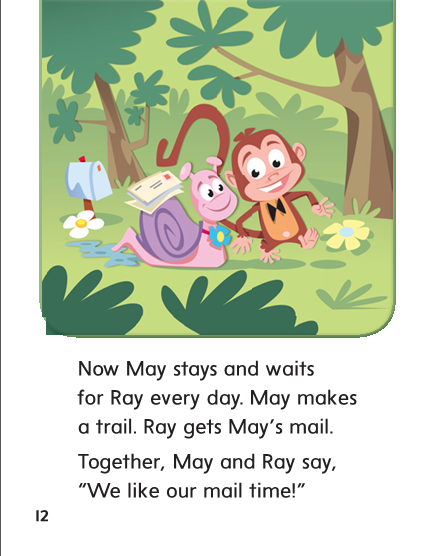 Now May stays and waits
for Ray every day. May makes
a trail. Ray gets May's mail.
Together, May and Ray say,
"We like our mail time!"
12